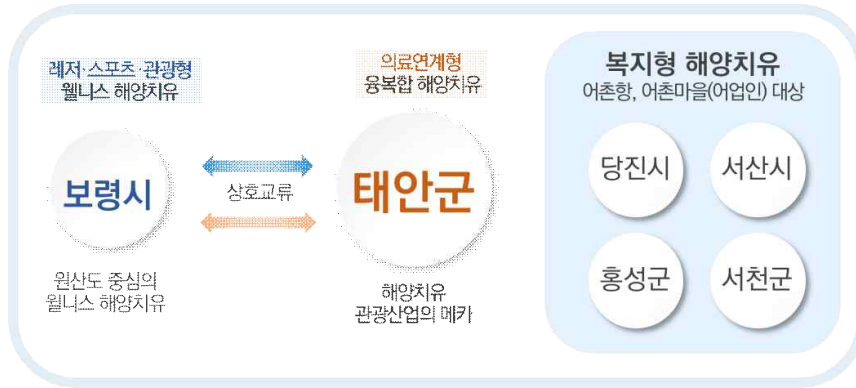 레저·스포츠·관광형
웰니스 해양치유
보령시
원산도 중심의
웰니스 해양치유
상호교류
의료연계형
융복합 해양치유
태안군
해양치유
관광산업의 메카
복지형 해양치유
어촌항, 어촌마을(어업인) 대상
당진시
서산시
홍성군
서천군